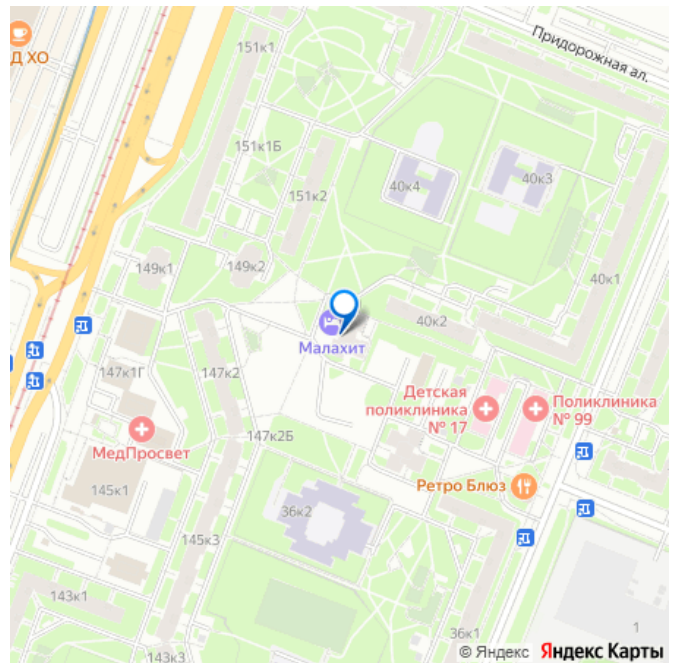 Д ХО
151к1
Придорожная ал.
151к1Б
151к2
40к4
40к3
149к1
149к2
40к1
40к2
Малахит
147к1Г
147к2
Детская
поликлиника
№ 17
Поликлиника
№ 99
МедПросвет
147к2Б
145к1
Ретро Блюз
36к2
145к3
143к1
1
36к1
143к3
© Яндекс Яндекс Карты